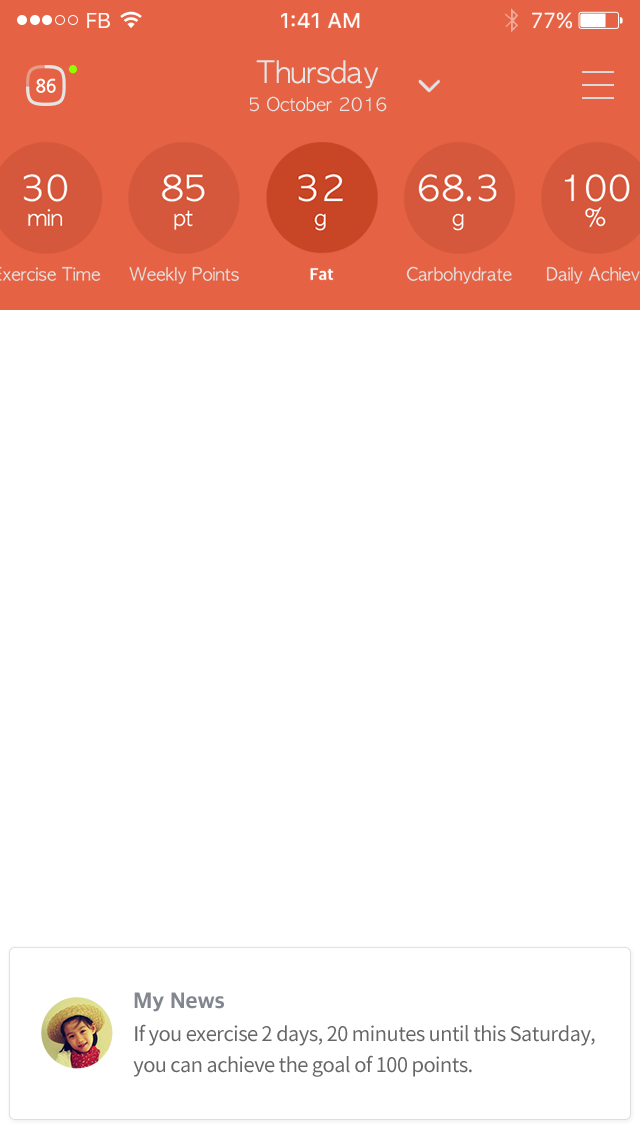 FB 1:41 AM 77%
86
Thursday
5 October 2016
30 85 32 68.3 100
min pt g g %
Exercise Time Weekly Points Fat Carbohydrate Daily Achiev
My News
If you exercise 2 days, 20 minutes until this Saturday,
you can achieve the goal of 100 points.